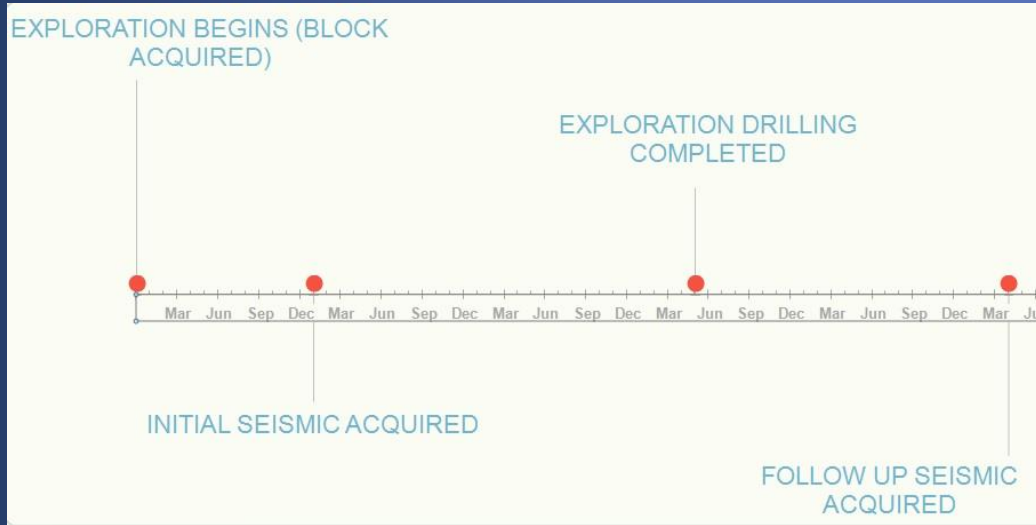 EXPLORATION BEGINS (BLOCK
ACQUIRED)
EXPLORATION DRILLING
COMPLETED
Mar Jun Sep Dec Mar Jun Sep Dec Mar Jun Sep Dec Mar Jun Sep Dec Mar Jun Sep Dec Mar Ju
INITIAL SEISMIC ACQUIRED
FOLLOW UP SEISMIC
ACQUIRED